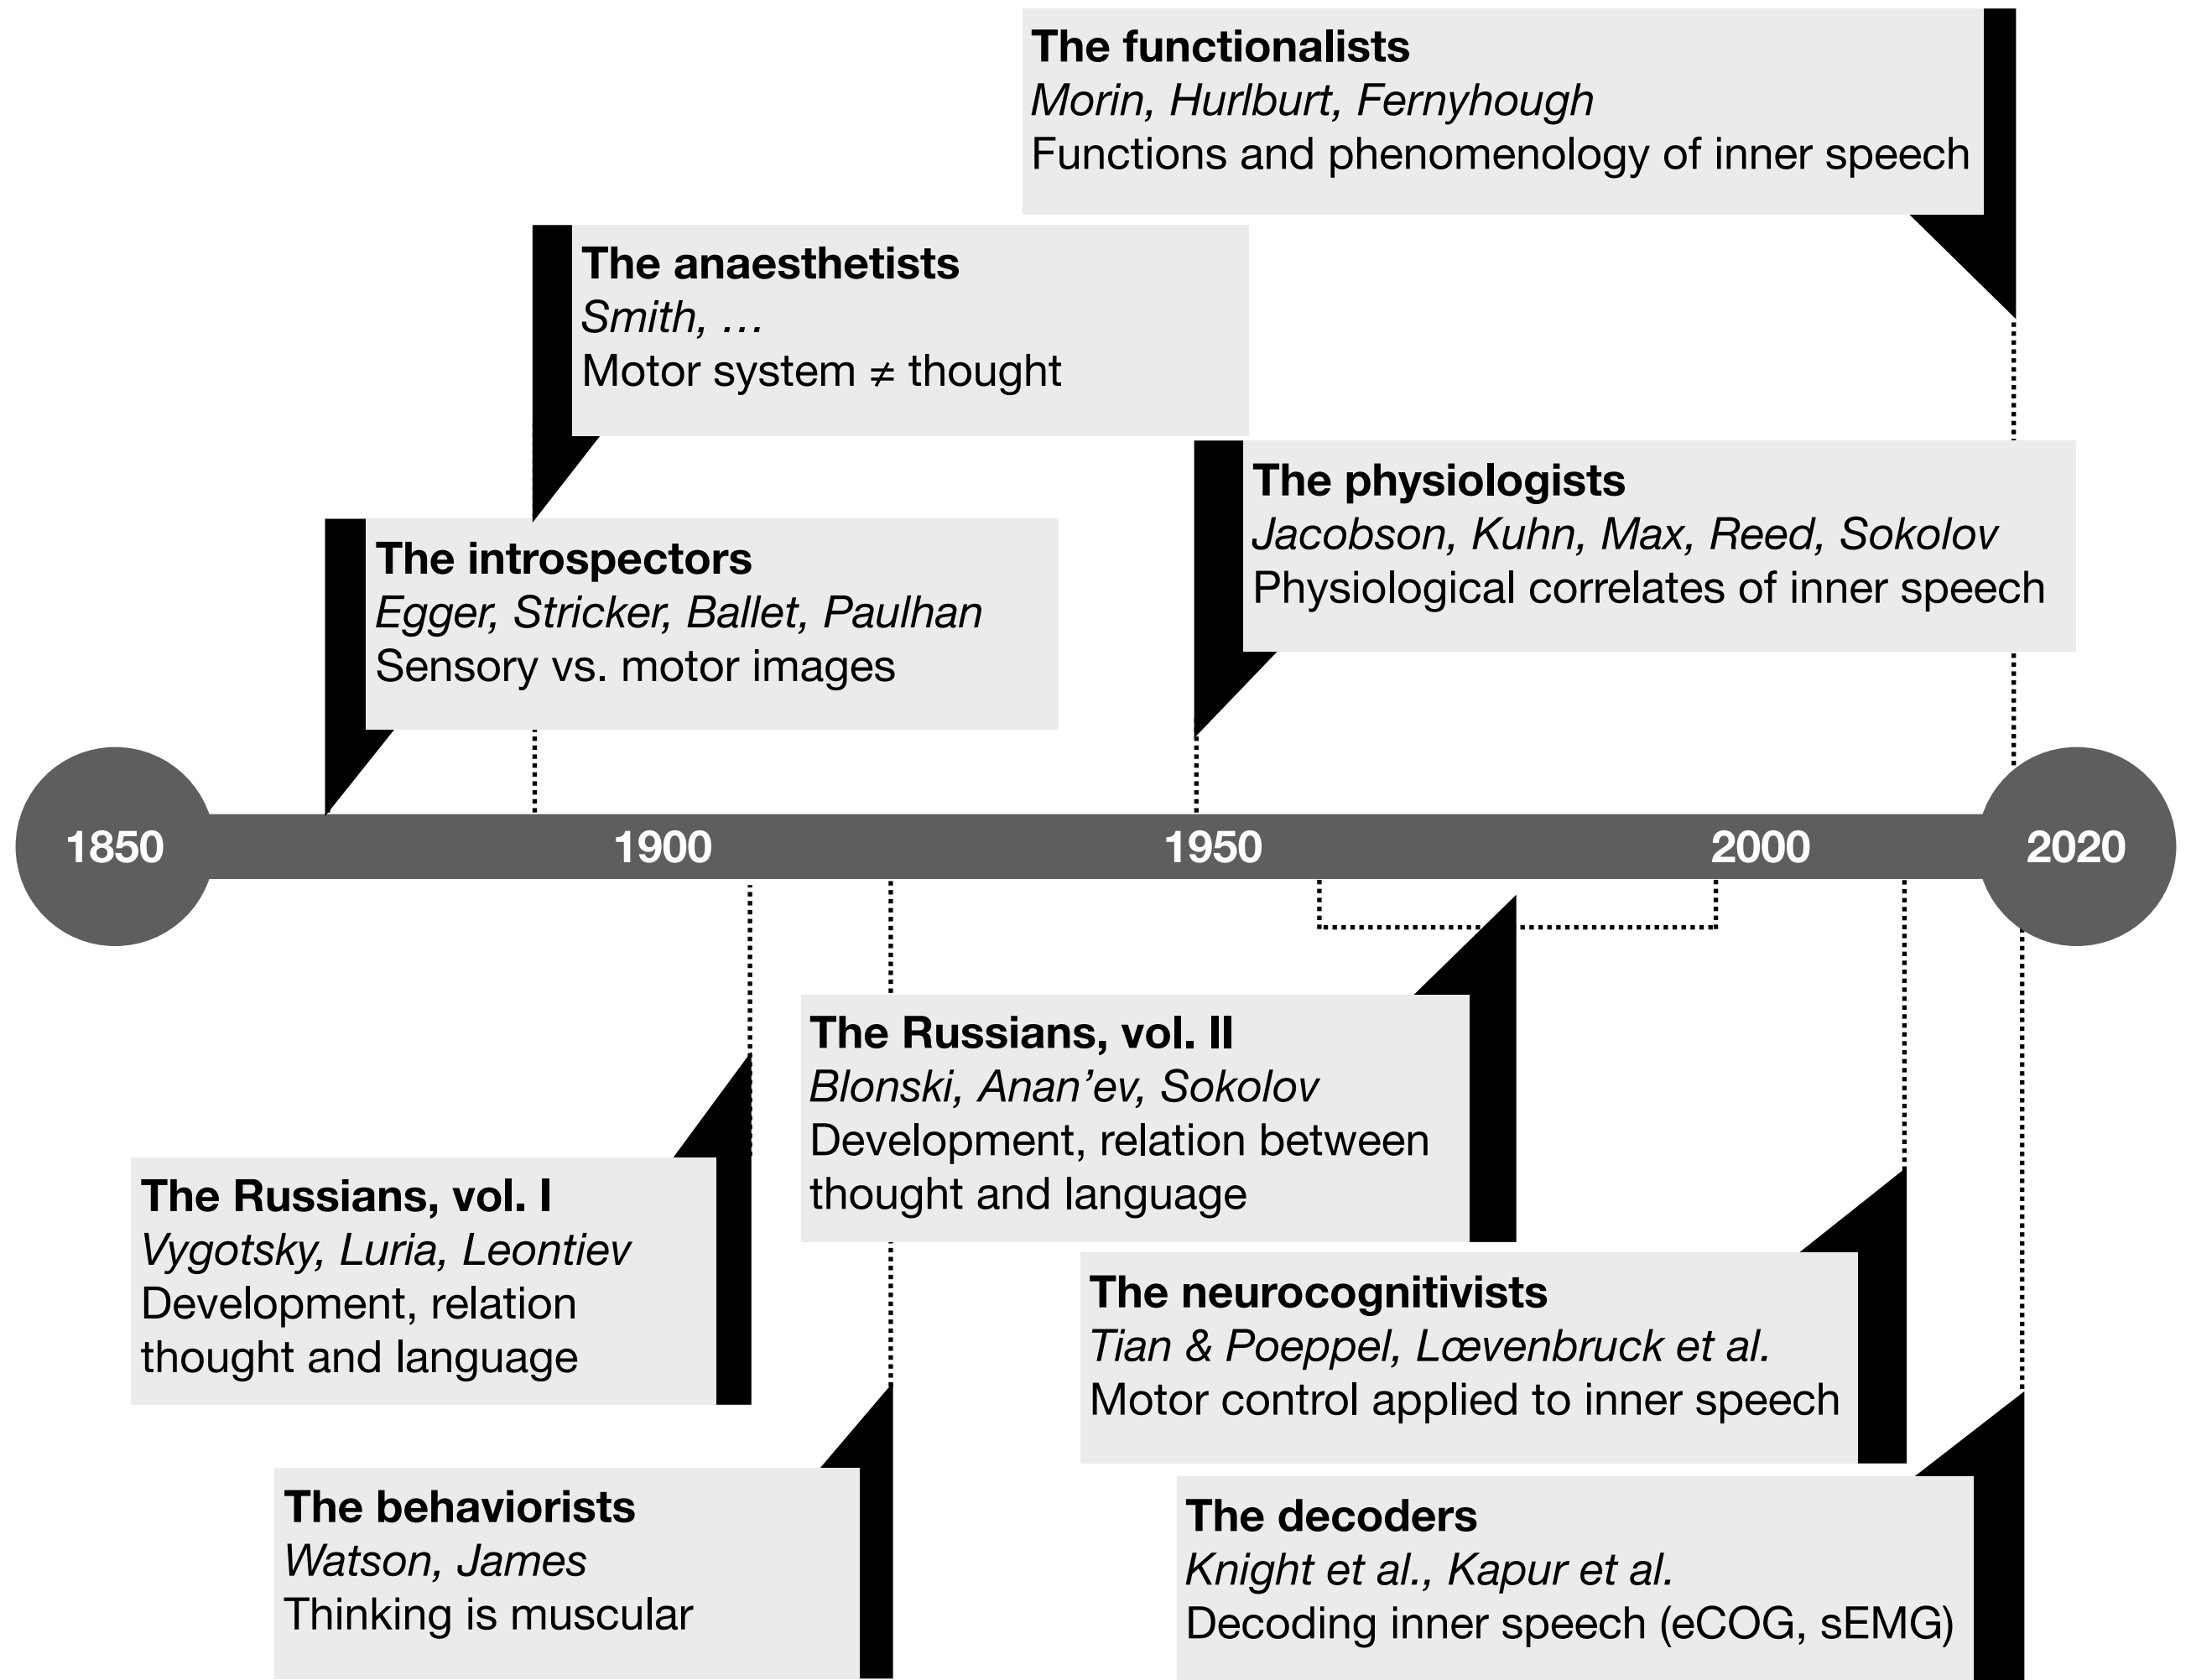 The functionalists
Morin, Hurlburt, Fernyhough
Functions and phenomenology of inner speech
The anaesthetists
Smith, …
Motor system ≠ thought
The physiologists
Jacobson, Kuhn, Max, Reed, Sokolov
Physiological correlates of inner speech
The introspectors
Egger, Stricker, Ballet, Paulhan
Sensory vs. motor images
1850
1900
1950
2000
2020
The Russians, vol. II
Blonski, Anan’ev, Sokolov
Development, relation between
thought and language
The Russians, vol. I
Vygotsky, Luria, Leontiev
Development, relation
thought and language
The neurocognitivists
Tian & Poeppel, Lœvenbruck et al.
Motor control applied to inner speech
The behaviorists
Watson, James
Thinking is muscular
The decoders
Knight et al., Kapur et al.
Decoding inner speech (eCOG, sEMG)